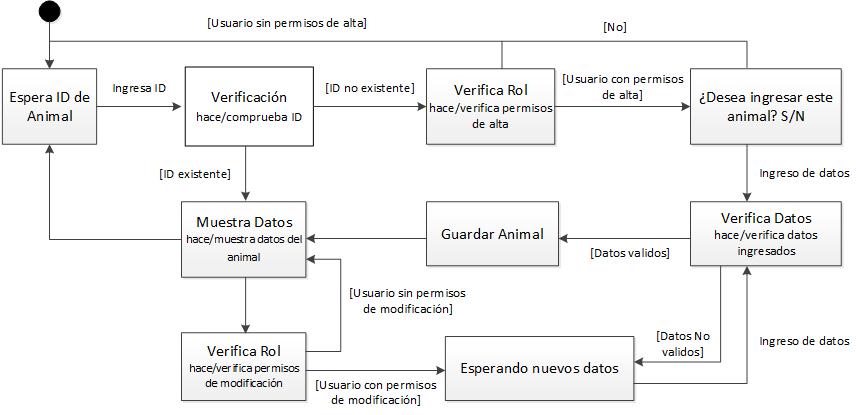 [Usuario sin permisos de alta]
[No]
Espera ID de
Animal
Ingresa ID
Verificación
hace/comprueba ID
[ID no existente]
Verifica Rol
hace/verifica permisos
de alta
[Usuario con permisos
de alta]
¿Desea ingresar este
animal? S/N
[ID existente]
Ingreso de datos
Muestra Datos
hace/muestra datos del
animal
Guardar Animal
[Datos validos]
Verifica Datos
hace/verifica datos
ingresados
[Usuario sin permisos
de modificación]
Verifica Rol
hace/verifica permisos
de modificación
[Usuario con permisos
de modificación]
Esperando nuevos datos
[Datos No
validos]
Ingreso de datos